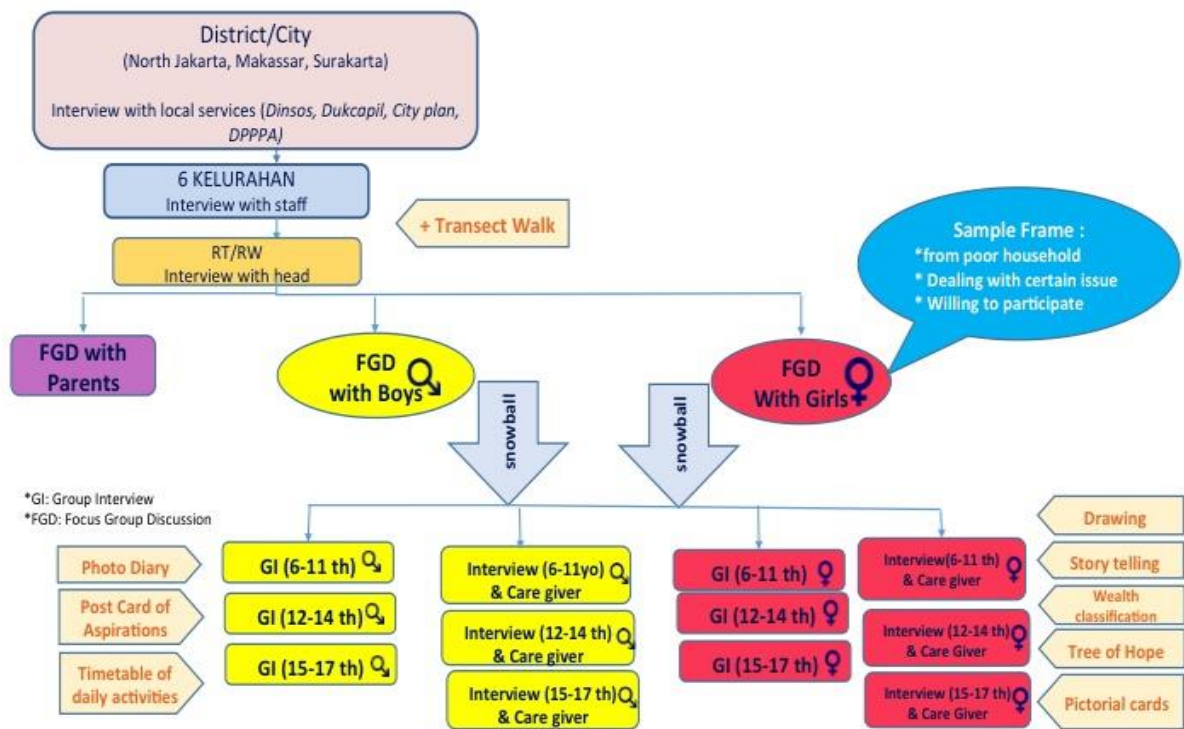 District/City
(North Jakarta, Makassar, Surakarta)
Interview with local services (Dinsos, Dukcapil, City plan,
DPPPA)
6 KELURAHAN
Interview with staff
+ Transect Walk
RT/RW
Interview with head
Sample Frame :
*from poor household
* Dealing with certain issue
* Willing to participate
FGD with
Parents
FGD
with Boys
FGD
With Girls
snowball
snowball
*GI: Group Interview
*FGD: Focus Group Discussion
Photo Diary
Post Card of
Aspirations
Timetable of
daily activities
GI (6-11 th)
GI (12-14 th)
GI (15-17 th)
Interview (6-11yo)
& Care giver
Interview (12-14 th)
& Care giver
Interview (15-17 th)
& Care giver
GI (6-11 th)
GI (12-14 th)
GI (15-17 th)
Interview(6-11 th)
& Care giver
Interview (12-14 th)
& Care Giver
Interview (15-17 th)
& Care Giver
Drawing
Story telling
Wealth
classification
Tree of Hope
Pictorial cards